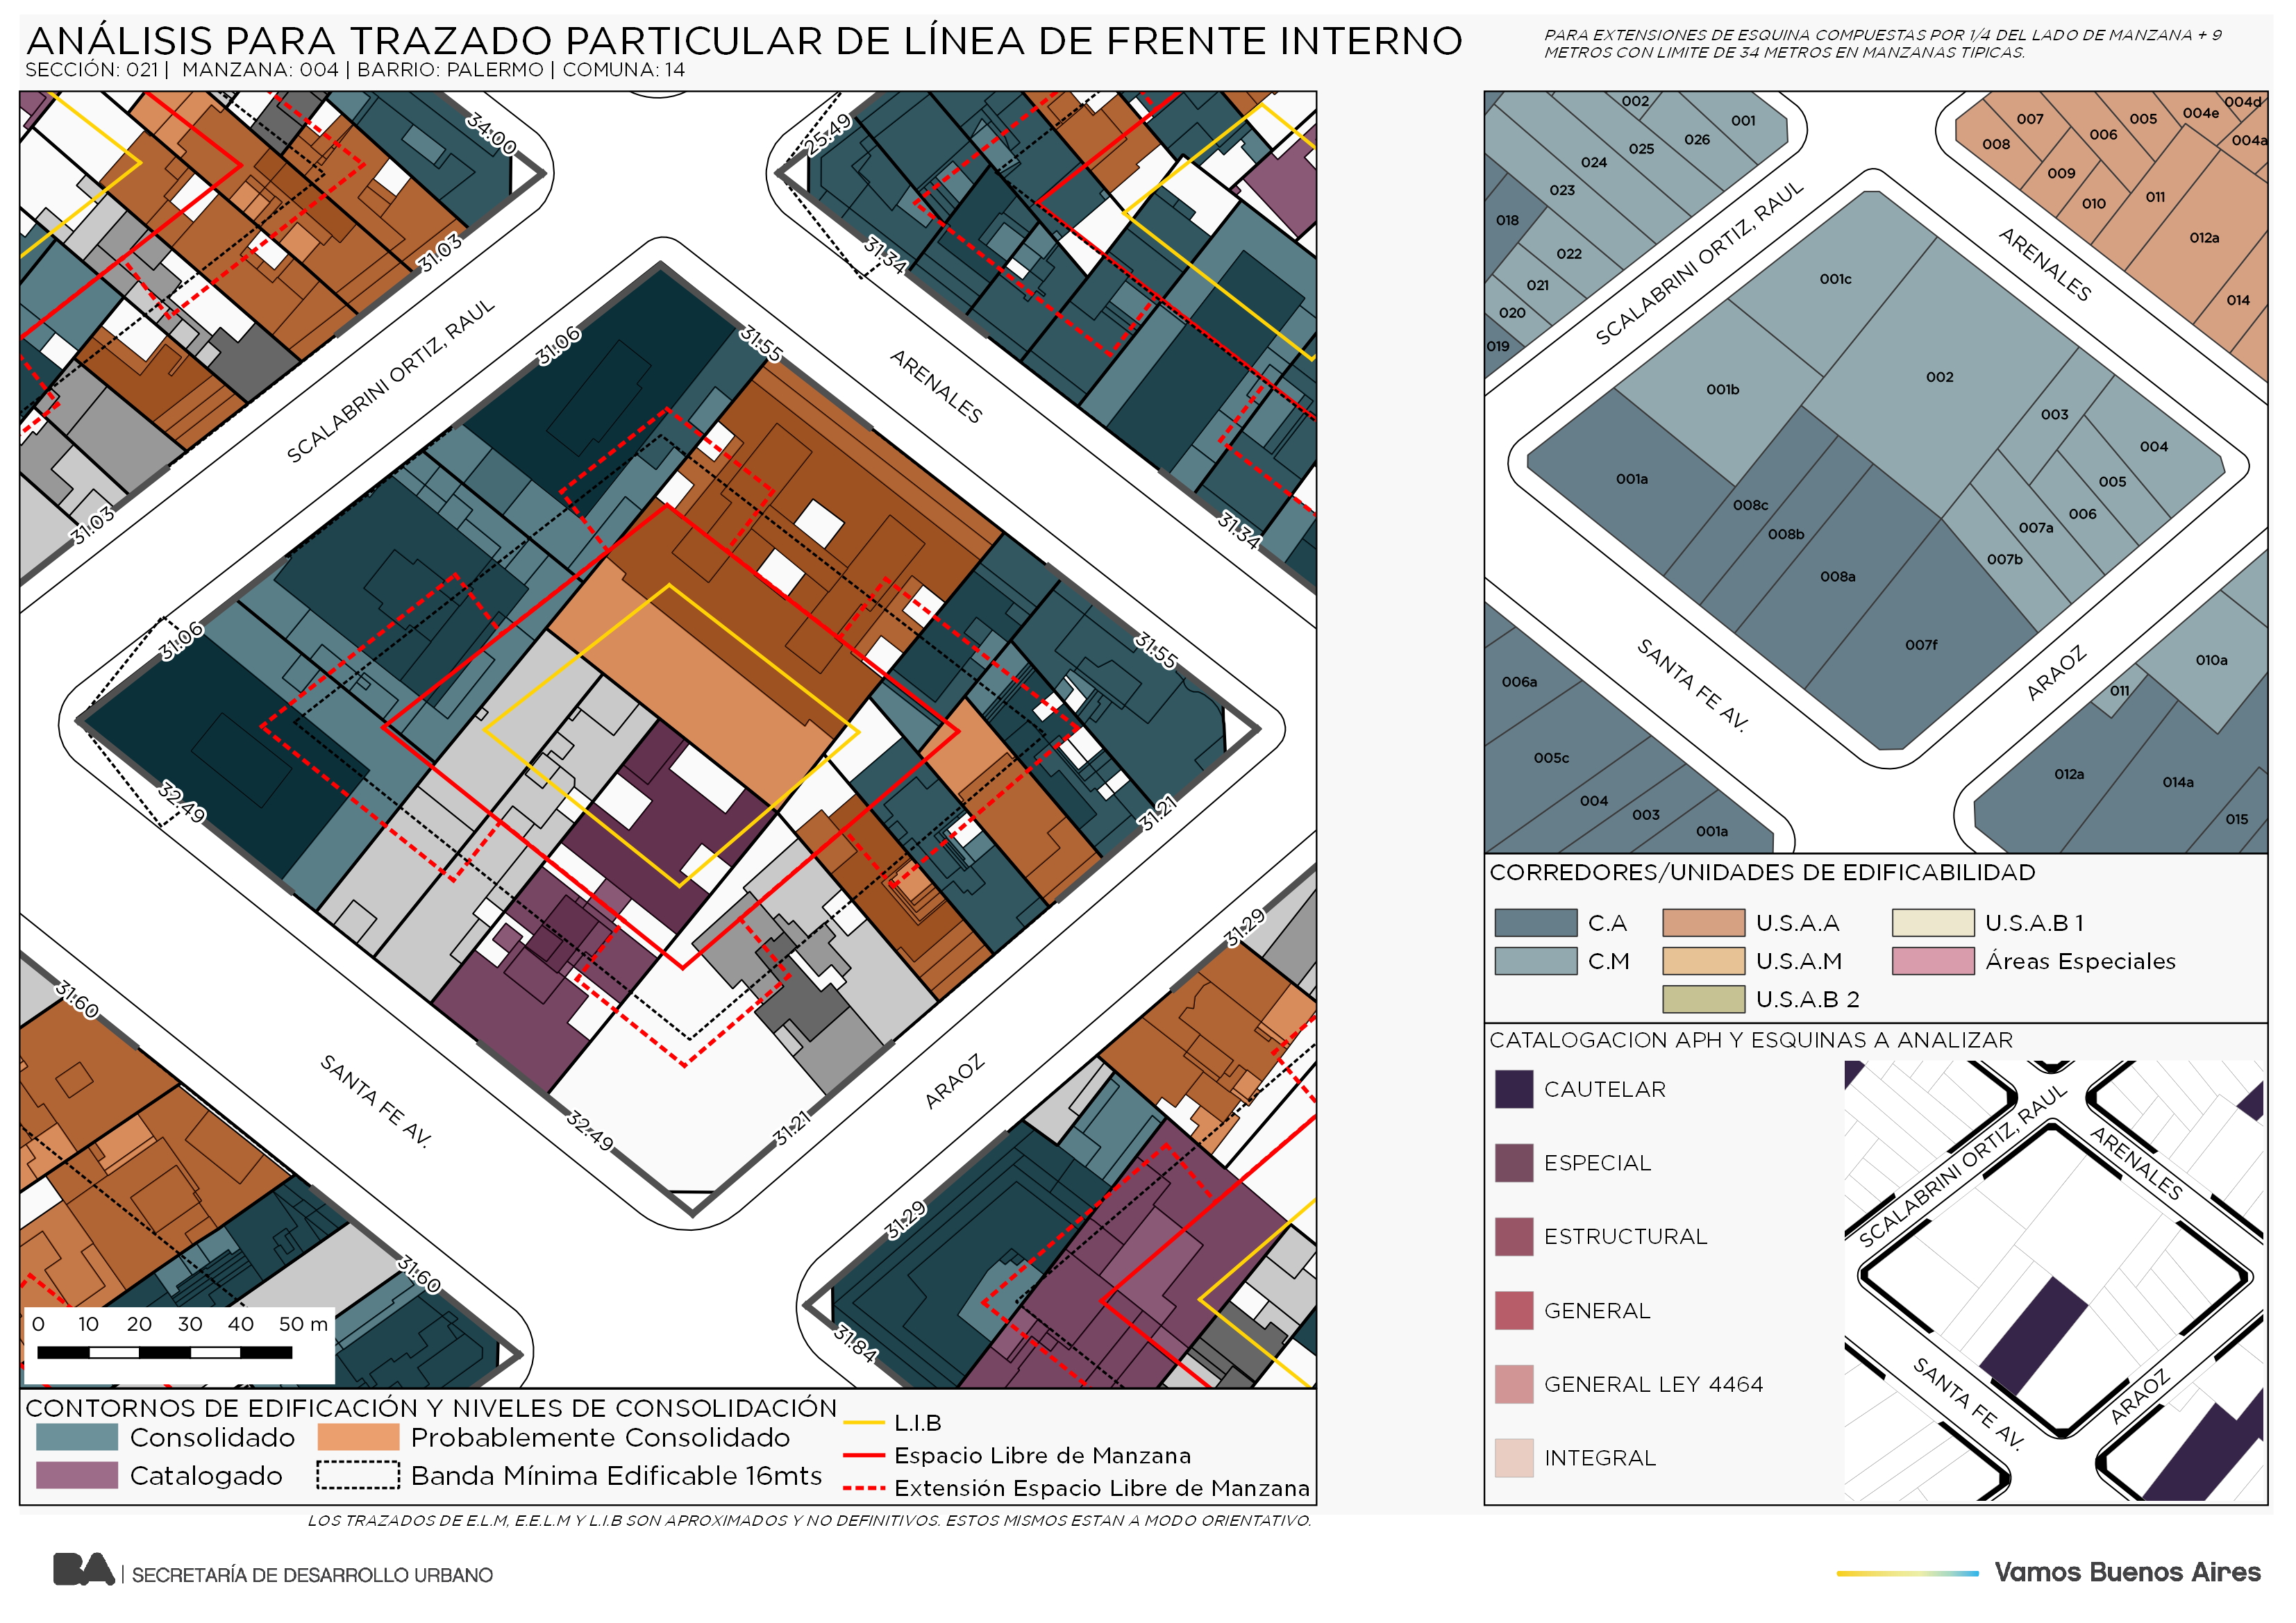 ANÁLISIS PARA TRAZADO PARTICULAR DE LÍNEA DE FRENTE INTERNO
SECCIÓN: 021 | MANZANA: 004 | BARRIO: PALERMO | COMUNA: 14
PARA EXTENSIONES DE ESQUINA COMPUESTAS POR 1/4 DEL LADO DE MANZANA + 9
METROS CON LIMITE DE 34 METROS EN MANZANAS TIPICAS.
34.00
25.49
31.03
31.34
SCALABRINI ORTIZ, RAUL
31.06
31.55
ARENALES
31.03
31.34
31.06
31.55
32.49
31.21
31.60
31.29
SANTA FE AV.
32.49
31.21
ARAOZ
31.60
31.29
31.84
0 10 20 30 40 50 m
CONTORNOS DE EDIFICACIÓN Y NIVELES DE CONSOLIDACIÓN
Consolidado
Probablemente Consolidado
Catalogado
Banda Mínima Edificable 16mts
L.I.B
Espacio Libre de Manzana
Extensión Espacio Libre de Manzana
LOS TRAZADOS DE E.L.M, E.E.L.M Y L.I.B SON APROXIMADOS Y NO DEFINITIVOS. ESTOS MISMOS ESTAN A MODO ORIENTATIVO.
002
001
026
025
024
023
018
022
021
020
019
004d
004e
005
007
006
008
004a
009
010
011
012a
014
SCALABRINI ORTIZ, RAUL
ARENALES
001c
001b
002
003
004
001a
005
008c
006
008b
007a
007b
008a
007f
SANTA FE AV.
ARAOZ
006a
005c
004
003
001a
010a
011
012a
014a
015
CORREDORES/UNIDADES DE EDIFICABILIDAD
C.A
U.S.A.A
U.S.A.B 1
C.M
U.S.A.M
Áreas Especiales
U.S.A.B 2
CATALOGACION APH Y ESQUINAS A ANALIZAR
CAUTELAR
ESPECIAL
ESTRUCTURAL
GENERAL
GENERAL LEY 4464
INTEGRAL
SCALABRINI ORTIZ, RAUL
ARENALES
SANTA FE AV.
ARAOZ
BA | SECRETARÍA DE DESARROLLO URBANO
Vamos Buenos Aires